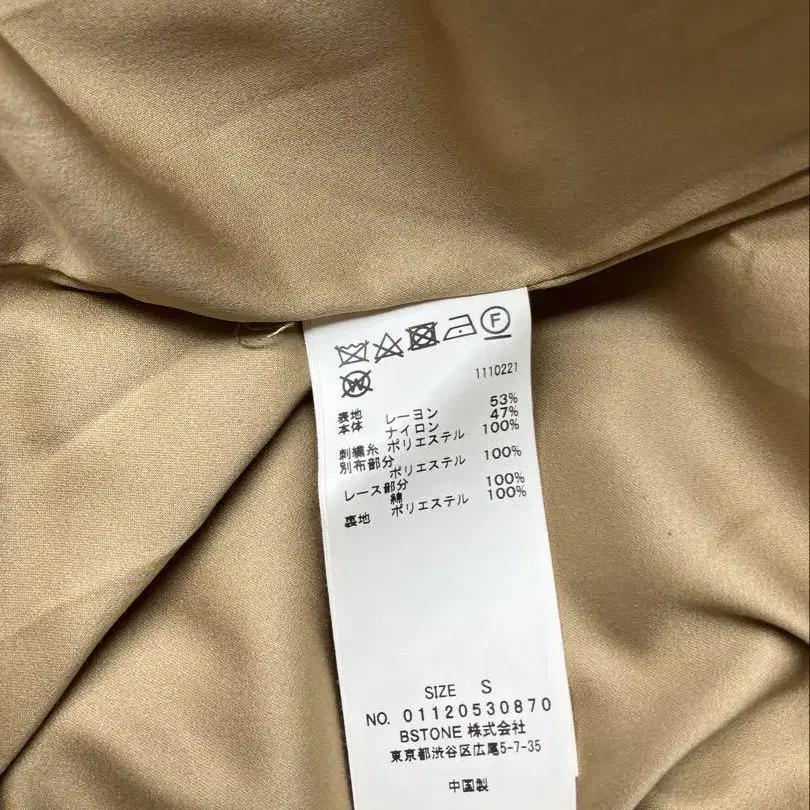 F
W
1110221
表地
本体 レーヨン 53%
ナイロン 47%
刺繍糸 ポリエステル 100%
別布部分
ポリエステル 100%
レース部分
綿 100%
裏地 ポリエステル 100%
SIZE S
NO. 01120530870
BSTONE 株式会社
東京都渋谷区広尾5-7-35
中国製